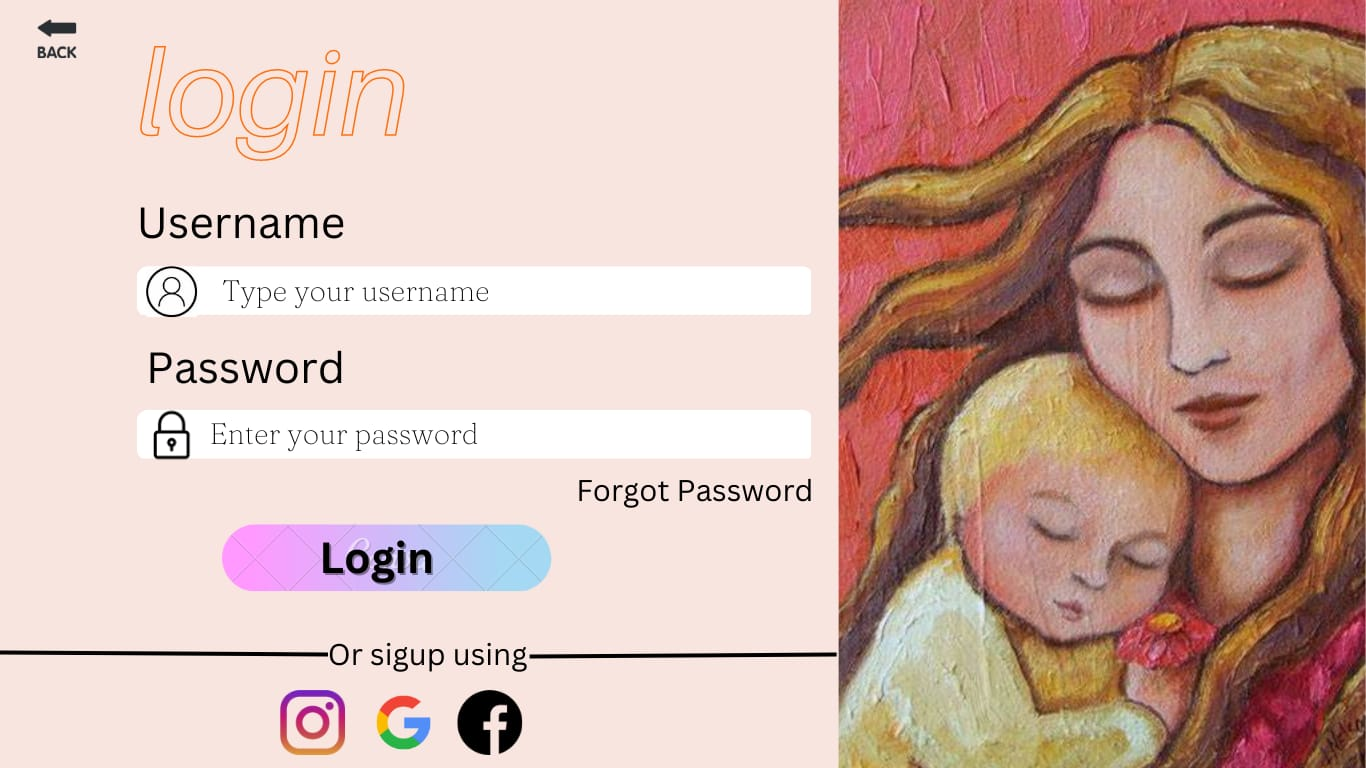 BACK
login
Username
Type your username
Password
Enter your password
Forgot Password
Login
Or sigup using